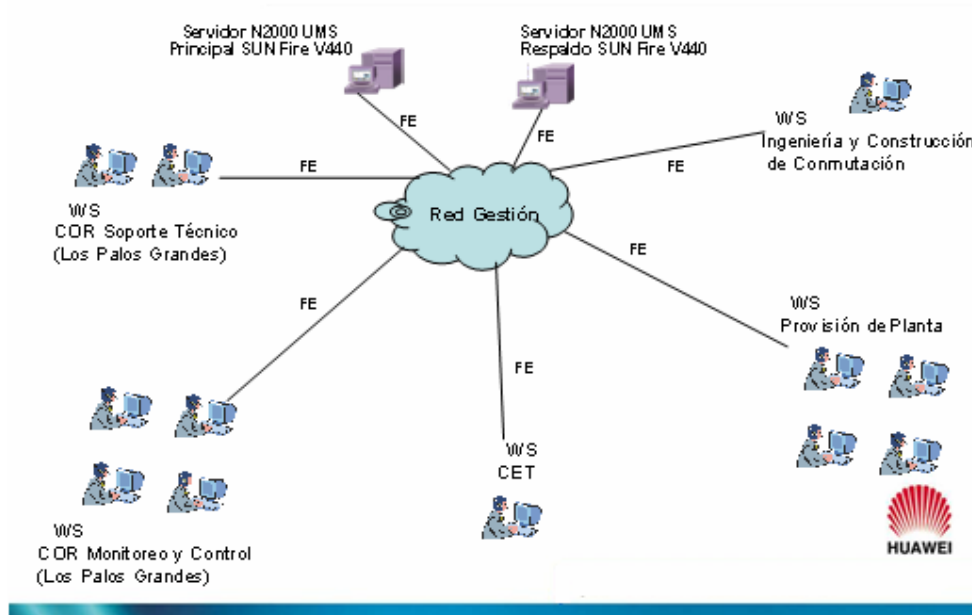 Servidor N2000 UMS
Principal SUN Fire V440
Servidor N2000 UMS
Respaldo SUN Fire V440
FE
FE
WS
Ingeniería y Construcción
de Conmutación
FE
FE
WS
COR Soporte Técnico
(Los Palos Grandes)
Red Gestión
FE
FE
WS
Provisión de Planta
FE
WS
CET
WS
COR Monitoreo y Control
(Los Palos Grandes)
HUAWEI